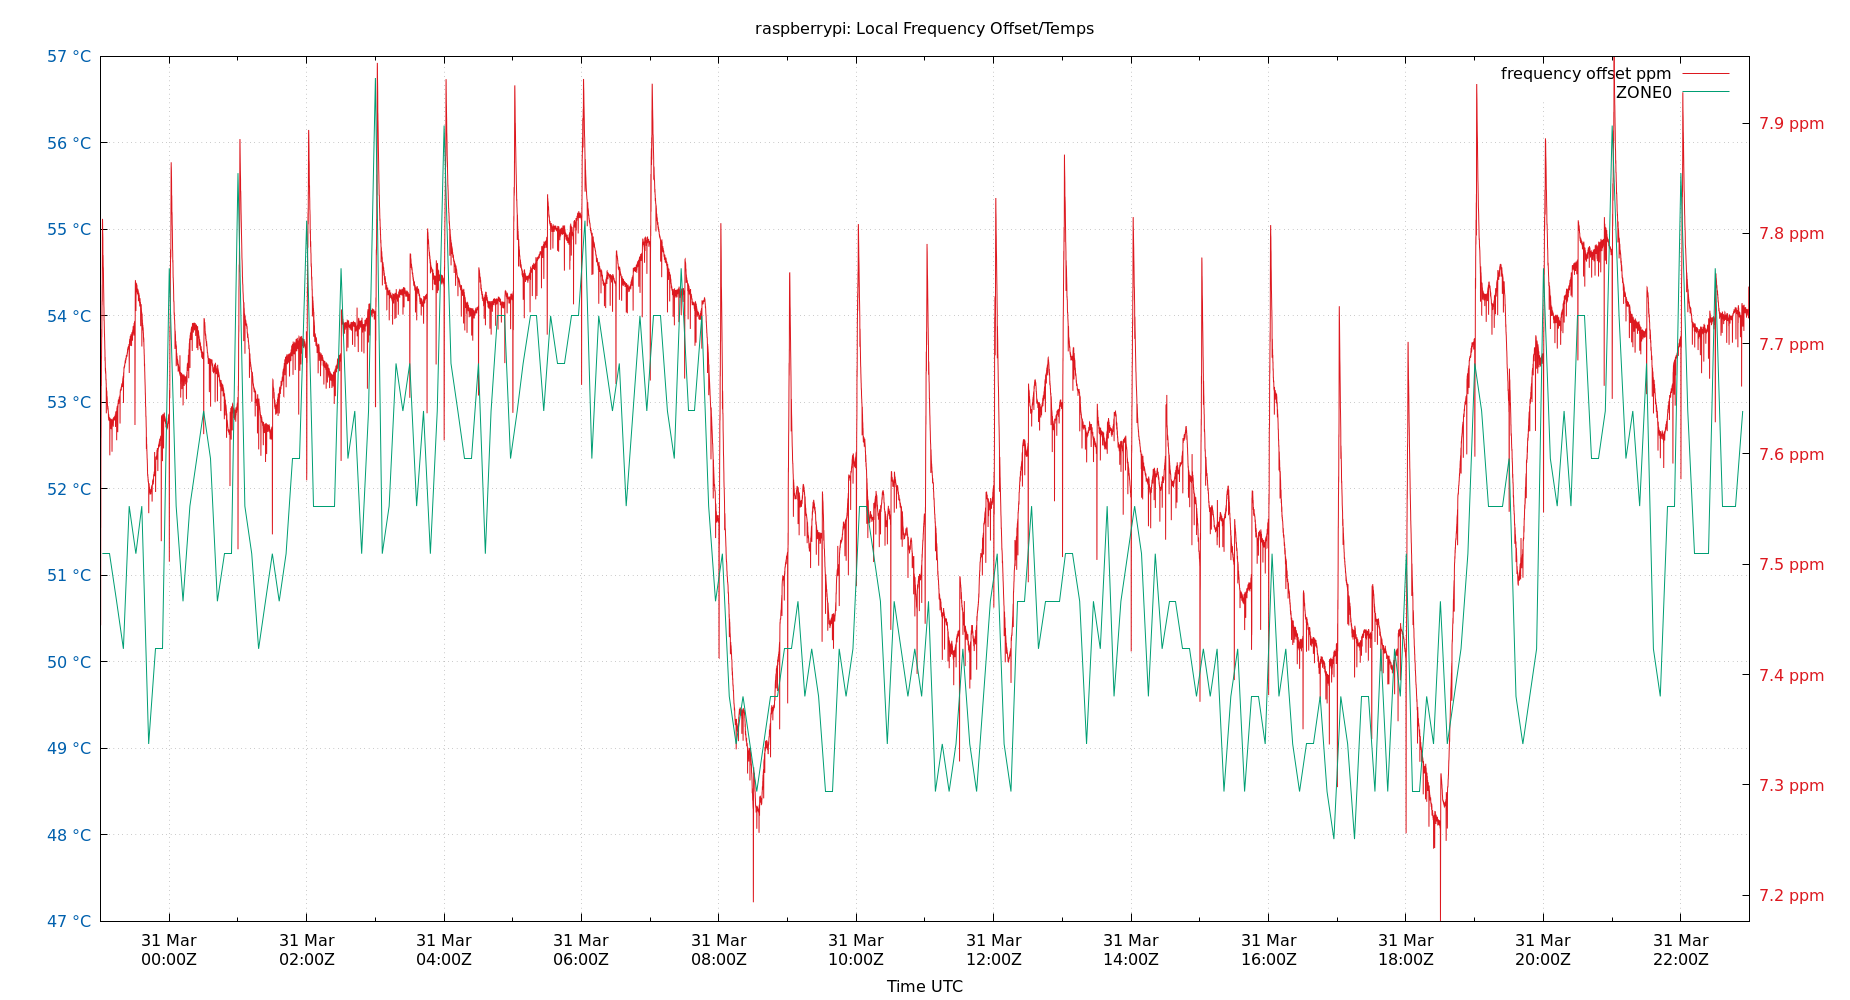 raspberrypi: Local Frequency Offset/Temps
57 °C
56 °C
55 °C
54 °C
53 °C
52 °C
51 °C
50 °C
49 °C
48 °C
47 °C
frequency offset ppm
ZONE0
7.9 ppm
7.8 ppm
7.7 ppm
7.6 ppm
7.5 ppm
7.4 ppm
7.3 ppm
7.2 ppm
31 Mar 31 Mar 31 Mar 31 Mar 31 Mar 31 Mar 31 Mar 31 Mar 31 Mar 31 Mar 31 Mar 31 Mar
00:00Z 02:00Z 04:00Z 06:00Z 08:00Z 10:00Z 12:00Z 14:00Z 16:00Z 18:00Z 20:00Z 22:00Z
Time UTC